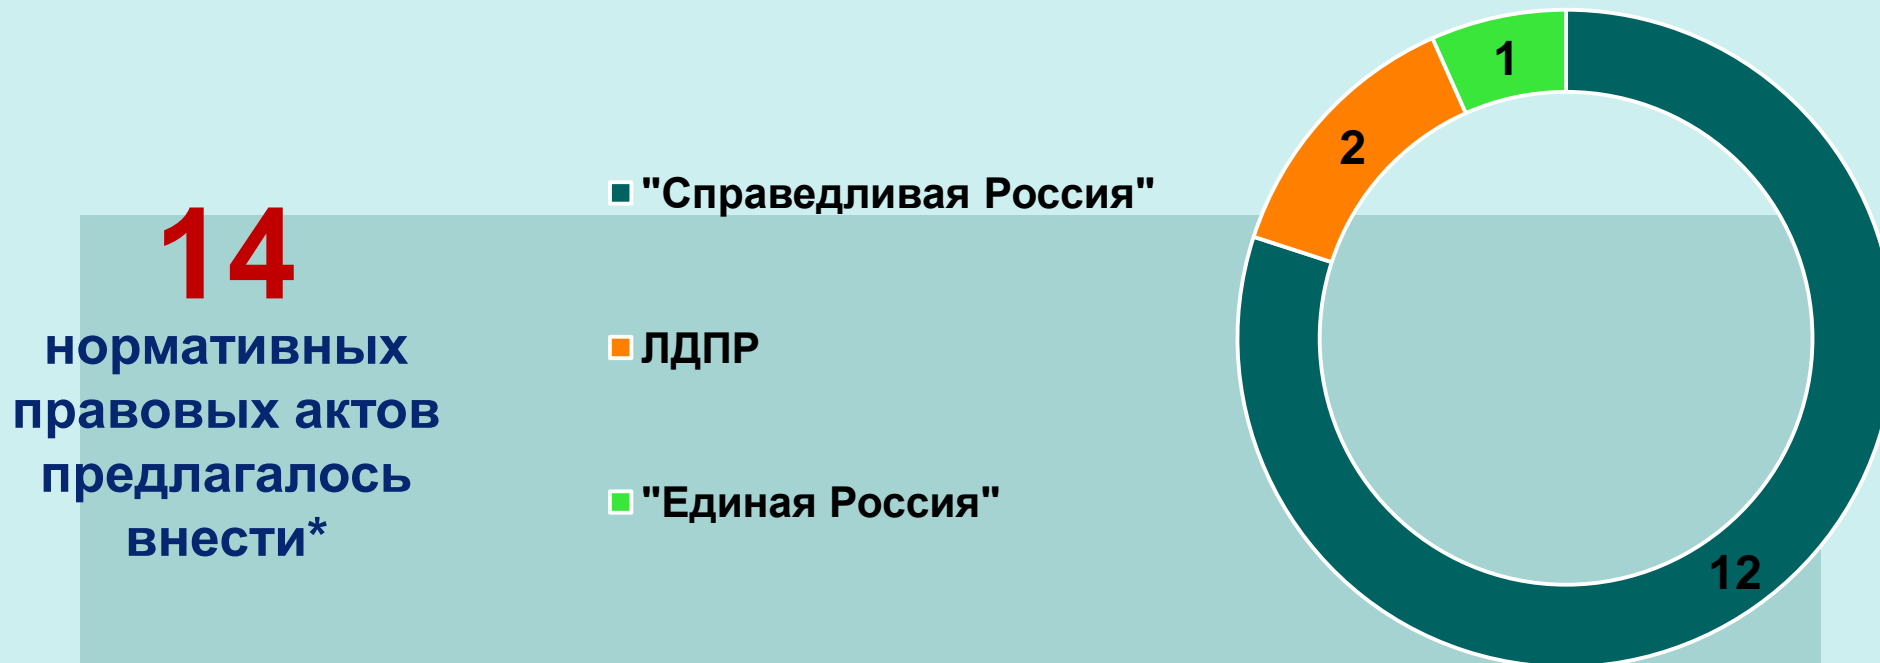 14
нормативных
правовых актов
предлагалось
внести*
"Справедливая Россия"
ЛДПР
"Единая Россия"
1
2
12